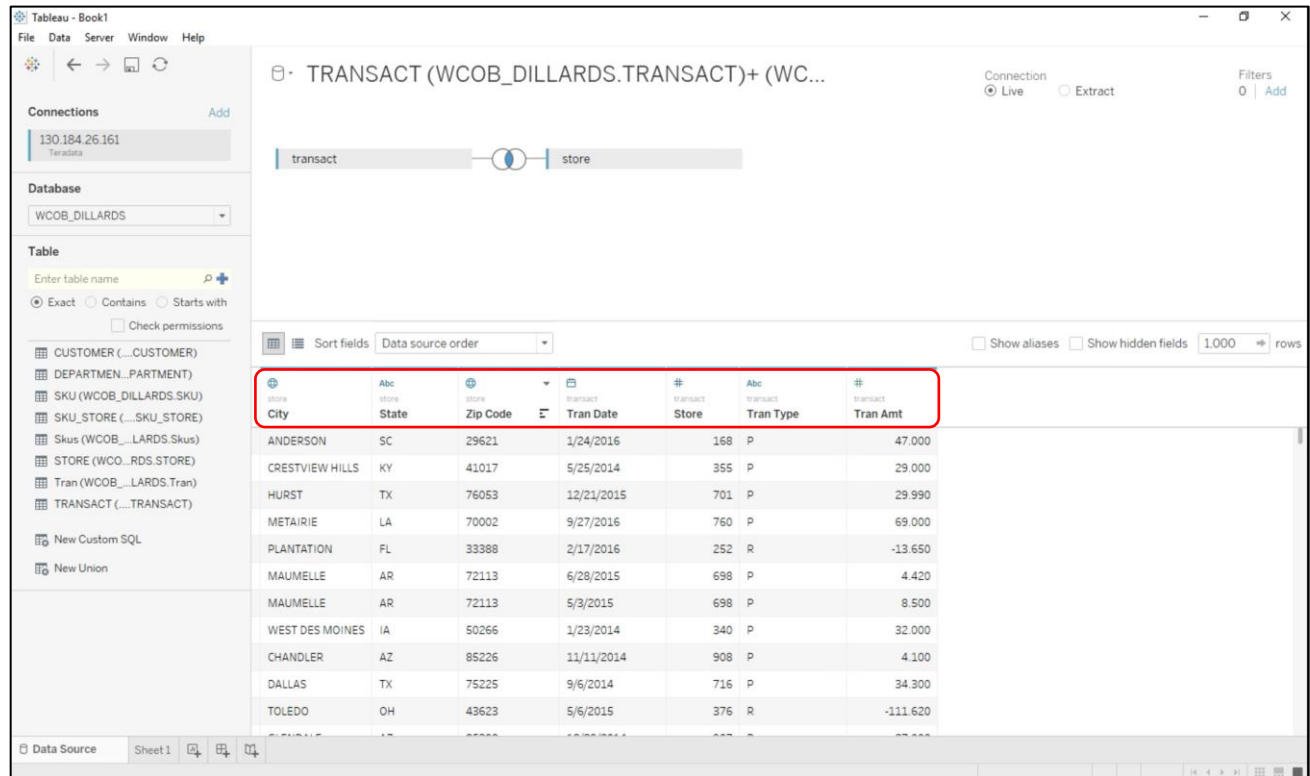 Tableau - Book1
File Data Server Window Help
Connections Add
130.184.26.161
Teradata
Database
WCOB_DILLARDS
Table
Enter table name
Exact Contains Starts with
Check permissions
CUSTOMER (....CUSTOMER)
DEPARTMEN...PARTMENT)
SKU (WCOB_DILLARDS.SKU)
SKU_STORE (....SKU_STORE)
Skus (WCOB_...LARDS.Skus)
STORE (WCO...RDS.STORE)
Tran (WCOB_...LARDS.Tran)
TRANSACT (....TRANSACT)
New Custom SQL
New Union
TRANSACT (WCOB_DILLARDS.TRANSACT)+ (WC...
Connection
Live Extract
Filters
0 Add
transact store
Sort fields Data source order Show aliases Show hidden fields 1,000 rows
Abc # Abc #
store store store transact transact transact transact
City State Zip Code Tran Date Store Tran Type Tran Amt
ANDERSON SC 29621 1/24/2016 168 P 47.000
CRESTVIEW HILLS KY 41017 5/25/2014 355 P 29.000
HURST TX 76053 12/21/2015 701 P 29.990
METAIRIE LA 70002 9/27/2016 760 P 69.000
PLANTATION FL 33388 2/17/2016 252 R -13.650
MAUMELLE AR 72113 6/28/2015 698 P 4.420
MAUMELLE AR 72113 5/3/2015 698 P 8.500
WEST DES MOINES IA 50266 1/23/2014 340 P 32.000
CHANDLER AZ 85226 11/11/2014 908 P 4.100
DALLAS TX 75225 9/6/2014 716 P 34.300
TOLEDO OH 43623 5/6/2015 376 R -111.620
Data Source Sheet 1